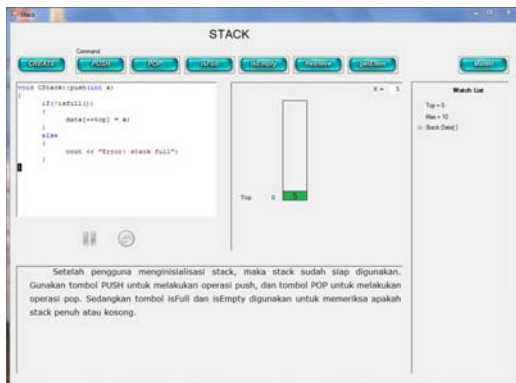 Stack
STACK
Command
CREATE PUSH POP isFull isEmpty Retrieve
void CStack::push(int x)
{
if(!isfull())
{
data[++top] = x;
}
else
{
cout << "Error: stack full";
}
}
X = 5
Top 0 5
Watch List
Top = 0
Max = 10
Stack Data[ ]
Setelah pengguna menginisialisasi stack, maka stack sudah siap digunakan.
Gunakan tombol PUSH untuk melakukan operasi push, dan tombol POP untuk melakukan
operasi pop. Sedangkan tombol isFull dan isEmpty digunakan untuk memeriksa apakah
stack penuh atau kosong.